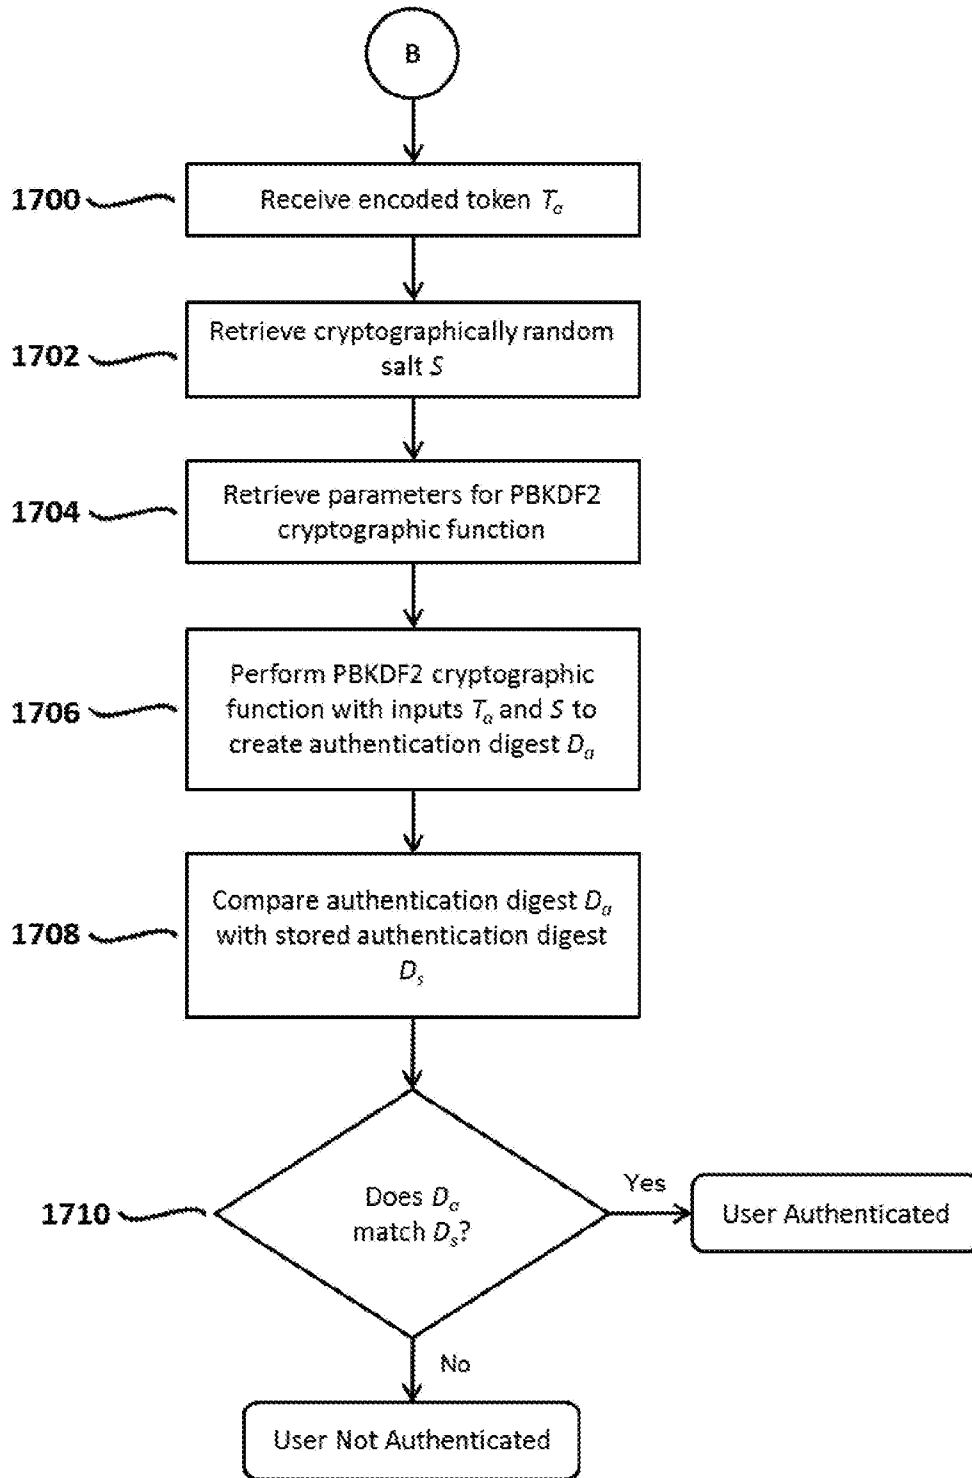 B
1700
Receive encoded token Tₐ
1702
Retrieve cryptographically random
salt S
1704
Retrieve parameters for PBKDF2
cryptographic function
1706
Perform PBKDF2 cryptographic
function with inputs Tₐ and S to
create authentication digest Dₐ
1708
Compare authentication digest Dₐ
with stored authentication digest
Dₛ
1710
Does Dₐ
match Dₛ?
Yes
User Authenticated
No
User Not Authenticated